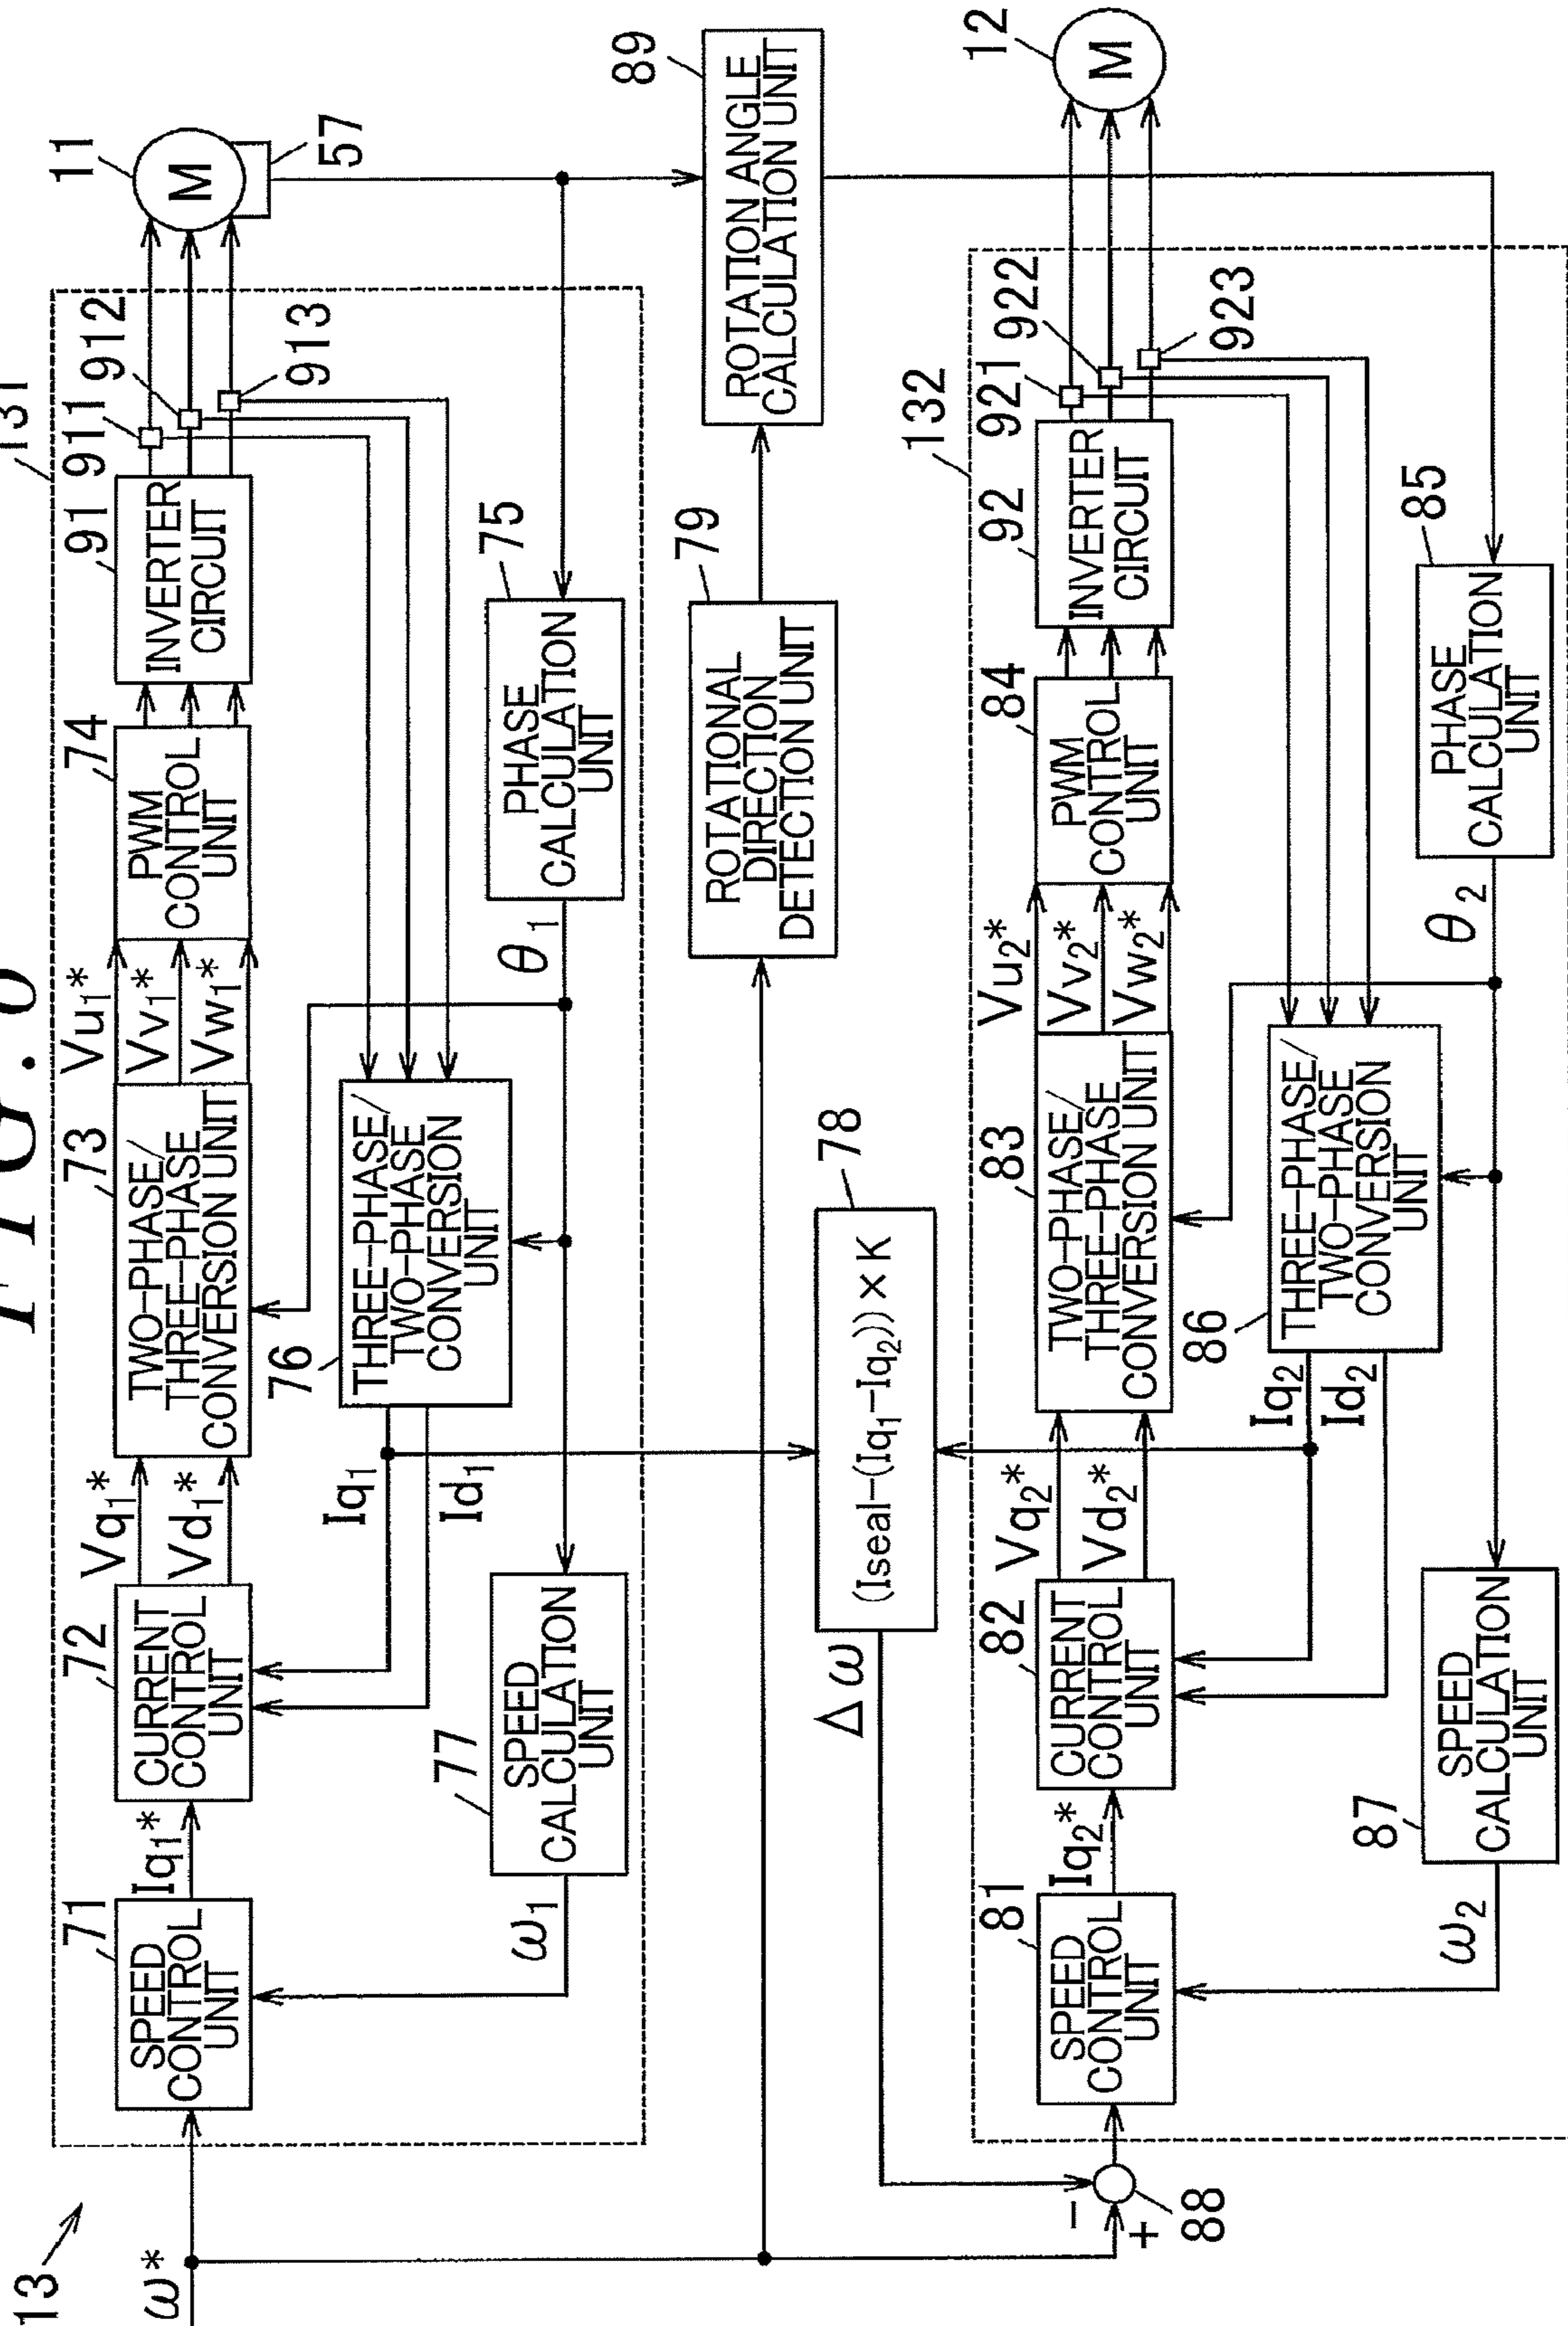 FIG. 6
13
ω*
131
71
SPEED
CONTROL
UNIT
Iq1*
72
CURRENT
CONTROL
UNIT
Vq1*
Vd1*
73
TWO-PHASE/
THREE-PHASE
CONVERSION UNIT
Vu1*
Vv1*
Vw1*
74
PWM
CONTROL
UNIT
91
INVERTER
CIRCUIT
911
912
913
11
M
57
76
THREE-PHASE/
TWO-PHASE
CONVERSION
UNIT
Iq1
Id1
θ1
75
PHASE
CALCULATION
UNIT
77
SPEED
CALCULATION
UNIT
ω1
79
ROTATIONAL
DIRECTION
DETECTION UNIT
89
ROTATION ANGLE
CALCULATION UNIT
78
(Iseal-(Iq1-Iq2))×K
Δω
−
+
88
132
81
SPEED
CONTROL
UNIT
Iq2*
82
CURRENT
CONTROL
UNIT
Vq2*
Vd2*
83
TWO-PHASE/
THREE-PHASE
CONVERSION UNIT
Vu2*
Vv2*
Vw2*
84
PWM
CONTROL
UNIT
92
INVERTER
CIRCUIT
921
922
923
12
M
86
THREE-PHASE/
TWO-PHASE
CONVERSION
UNIT
Iq2
Id2
θ2
85
PHASE
CALCULATION
UNIT
87
SPEED
CALCULATION
UNIT
ω2